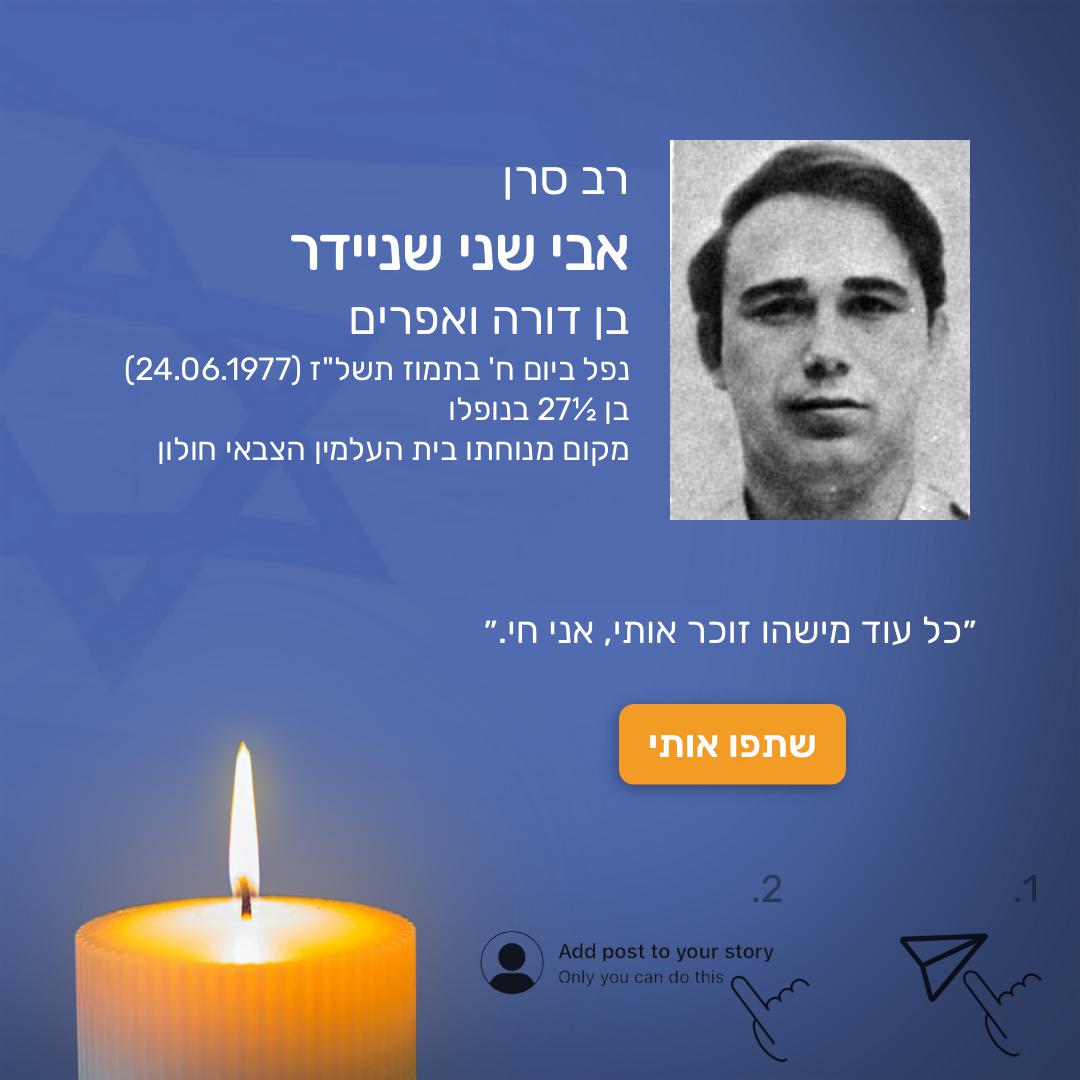 רב סרן
אבי שני שניידר
בן דורה ואפרים
נפל ביום ח' בתמוז תשל"ז (24.06.1977)
בן 27½ בנופלו
מקום מנוחתו בית העלמין הצבאי חולון
"כל עוד מישהו זוכר אותי, אני חי."
שתפו אותי
.1
.2
Add post to your story
Only you can do this